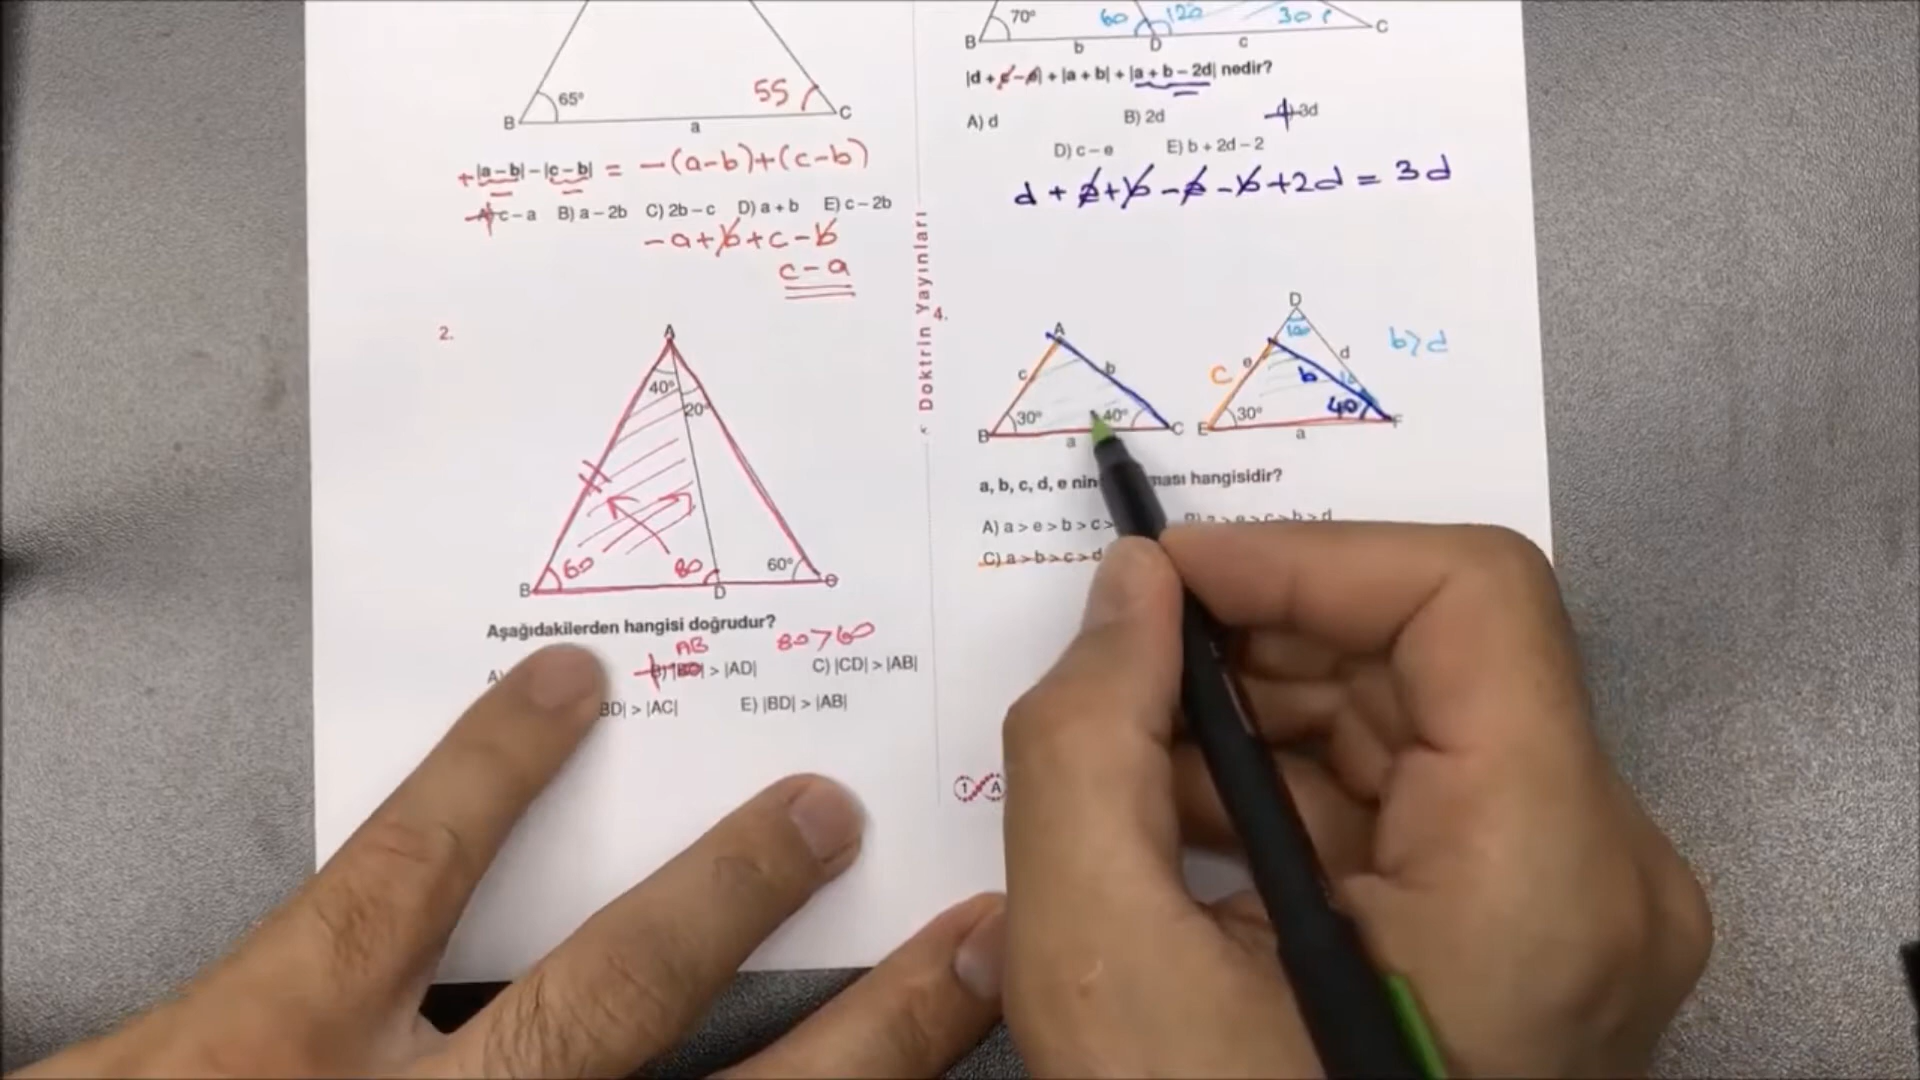 65°
55
B
a
C
+|a – b| – |c – b| = -(a-b)+(c-b)
A) c – a B) a – 2b C) 2b – c D) a + b E) c – 2b
-a+b+c-b
c-a
2.
A
40°
20°
60
80
60°
B
D
Aşağıdakilerden hangisi doğrudur?
AB
80>60
A)
B) |BD| > |AD|
C) |CD| > |AB|
BD| > |AC|
E) |BD| > |AB|
Doktrin Yayınları
70°
60
120
30
B
b
D
c
C
|d + c – e| + |a + b| + |a + b – 2d| nedir?
A) d
B) 2d
3d
D) c – e
E) b + 2d – 2
d + a+b-a-b+2d = 3d
4.
A
c
b
30°
40°
B
a
C
D
100
e
d
c
b
10
30°
40
E
a
F
b>d
a, b, c, d, e nin
ması hangisidir?
A) a > e > b > c >
a > e > c > b > d
C) a > b > c > d
1
A